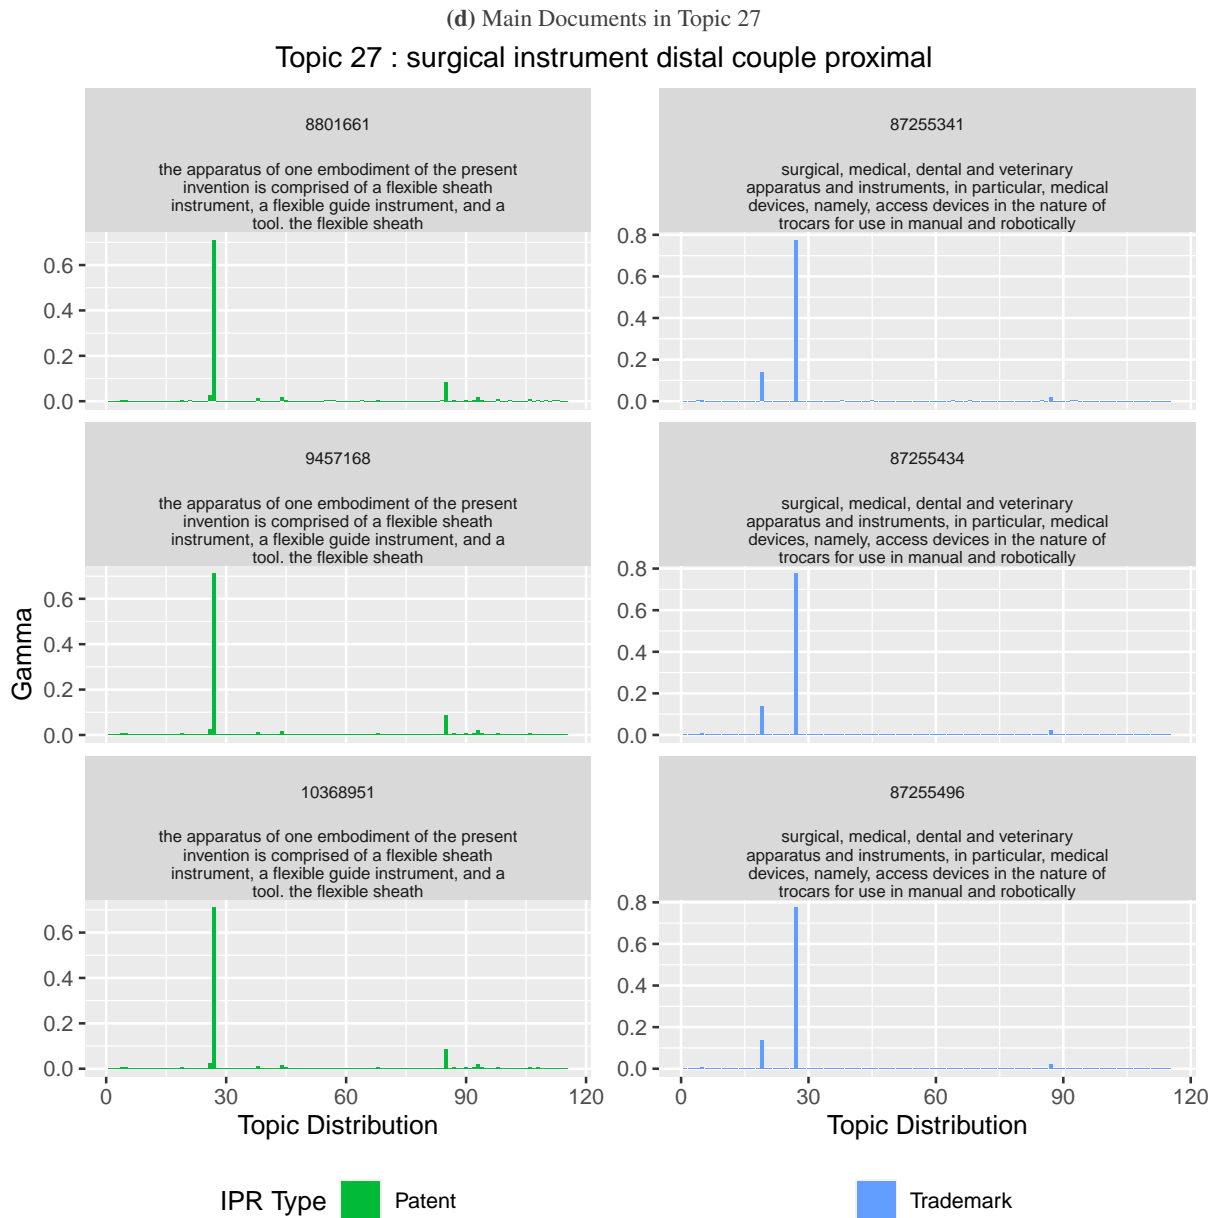 (d) Main Documents in Topic 27
Topic 27 : surgical instrument distal couple proximal
8801661
the apparatus of one embodiment of the present
invention is comprised of a flexible sheath
instrument, a flexible guide instrument, and a
tool. the flexible sheath
87255341
surgical, medical, dental and veterinary
apparatus and instruments, in particular, medical
devices, namely, access devices in the nature of
trocars for use in manual and robotically
0.6
0.4
0.2
0.0
0.8
0.6
0.4
0.2
0.0
9457168
the apparatus of one embodiment of the present
invention is comprised of a flexible sheath
instrument, a flexible guide instrument, and a
tool. the flexible sheath
87255434
surgical, medical, dental and veterinary
apparatus and instruments, in particular, medical
devices, namely, access devices in the nature of
trocars for use in manual and robotically
Gamma
0.6
0.4
0.2
0.0
0.8
0.6
0.4
0.2
0.0
10368951
the apparatus of one embodiment of the present
invention is comprised of a flexible sheath
instrument, a flexible guide instrument, and a
tool. the flexible sheath
87255496
surgical, medical, dental and veterinary
apparatus and instruments, in particular, medical
devices, namely, access devices in the nature of
trocars for use in manual and robotically
0.6
0.4
0.2
0.0
0.8
0.6
0.4
0.2
0.0
0 30 60 90 120
0 30 60 90 120
Topic Distribution
Topic Distribution
IPR Type Patent Trademark